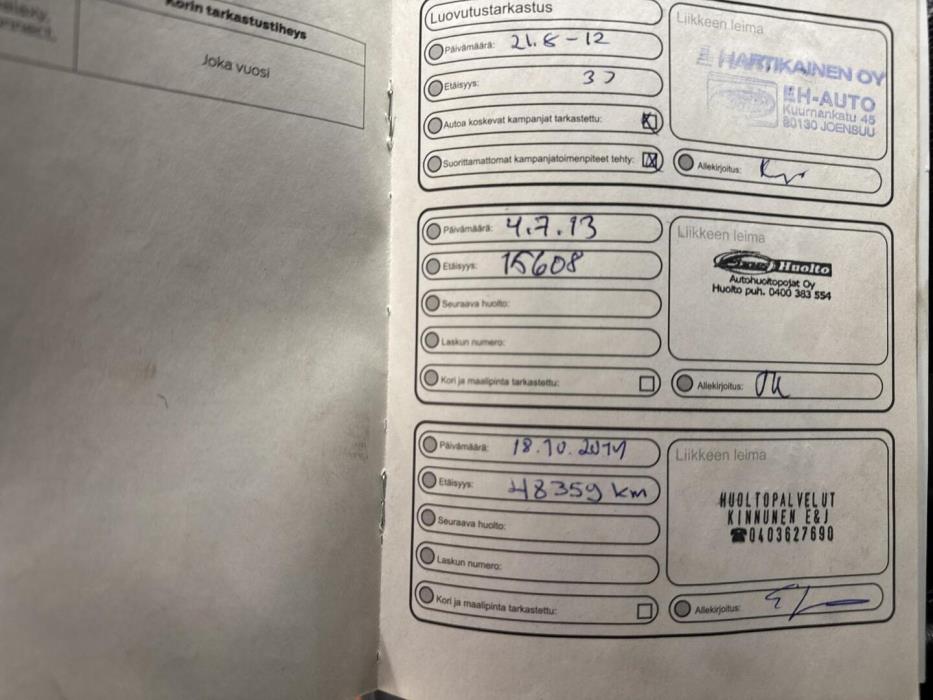 Korin tarkastustiheys
Joka vuosi
Luovutustarkastus
Päivämäärä: 21.8-12
Etäisyys: 37
Autoa koskevat kampanjat tarkastettu:
Suorittamattomat kampanjatoimenpiteet tehty:
Liikkeen leima
E HARTIKAINEN OY
EH-AUTO
Kuurnankatu 45
80130 JOENSUU
Allekirjoitus:
Päivämäärä: 4.7.13
Etäisyys: 15608
Seuraava huolto:
Laskun numero:
Kori ja maalipinta tarkastettu:
Liikkeen leima
Huolto
Autohuoltopojat Oy
Huolto puh. 0400 383 554
Allekirjoitus:
Päivämäärä: 18.10.2014
Etäisyys: 48359 km
Seuraava huolto:
Laskun numero:
Kori ja maalipinta tarkastettu:
Liikkeen leima
HUOLTOPALVELUT
KINNUNEN E&J
☎0403627690
Allekirjoitus: